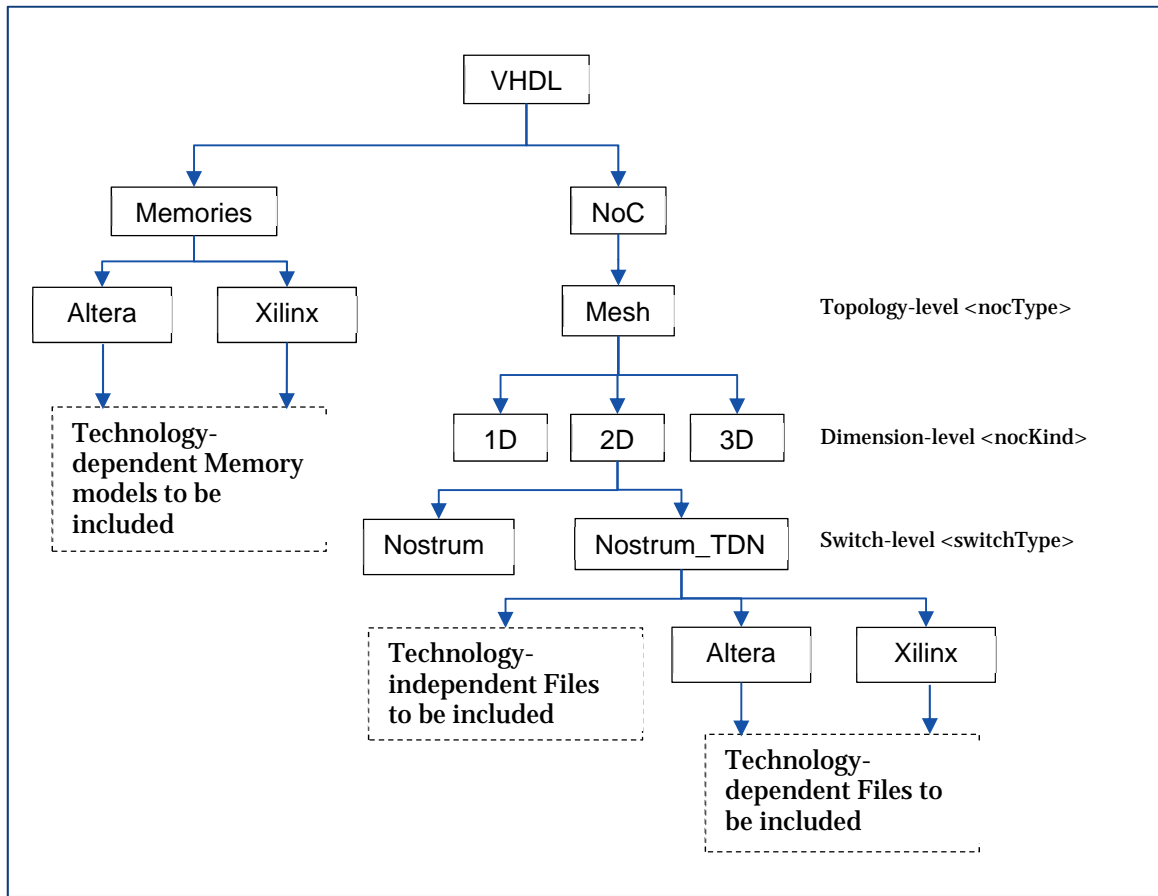 VHDL
Memories
NoC
Altera
Xilinx
Mesh
Topology-level <nocType>
Technology-
dependent Memory
models to be
included
1D
2D
3D
Dimension-level <nocKind>
Nostrum
Nostrum_TDN
Switch-level <switchType>
Technology-
independent Files
to be included
Altera
Xilinx
Technology-
dependent Files to
be included